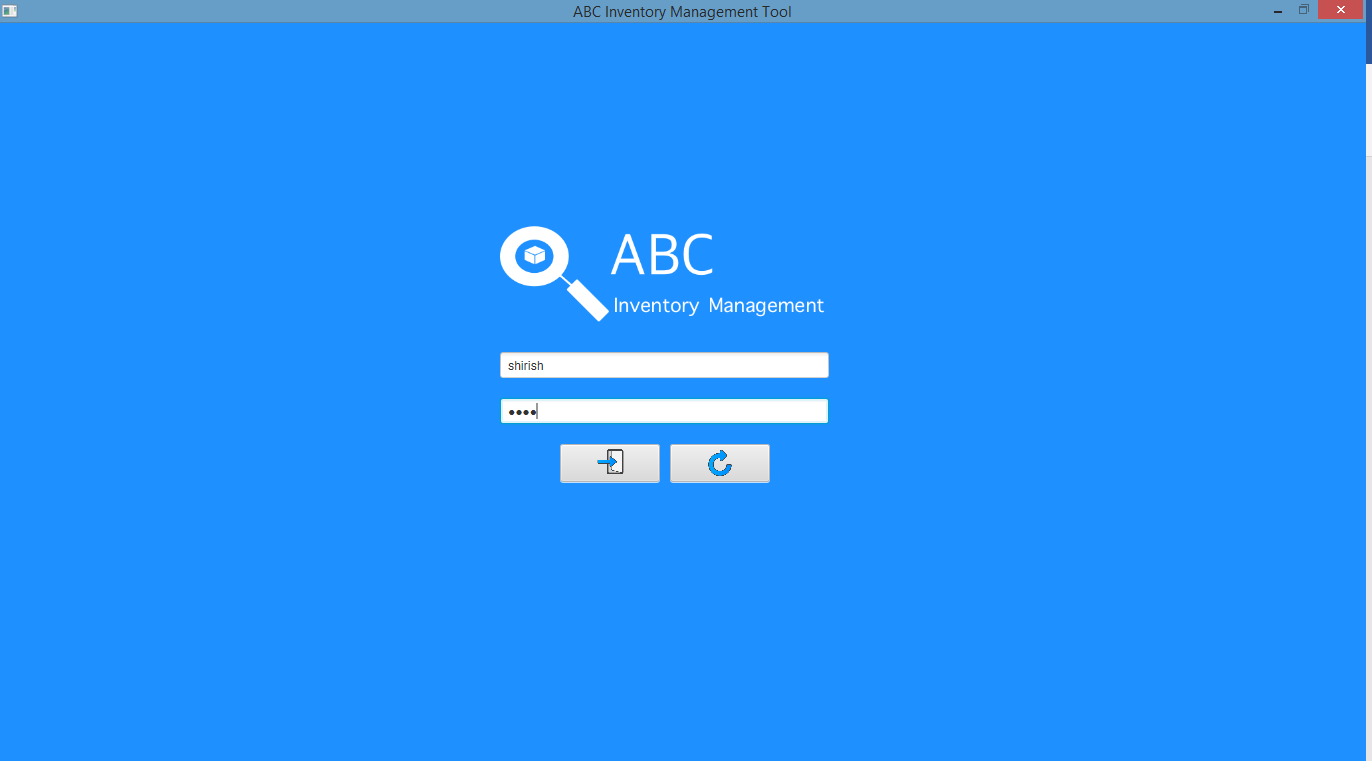 ABC Inventory Management Tool
ABC
Inventory Management
shirish
••••